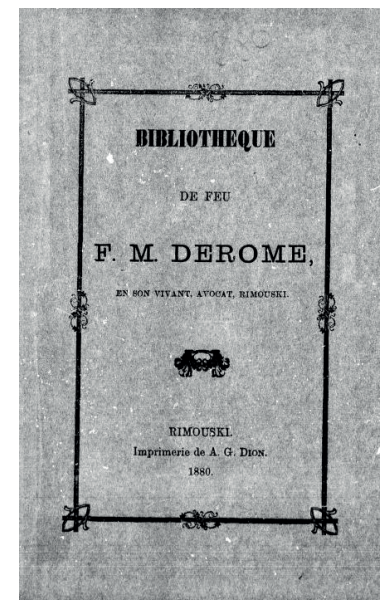 BIBLIOTHEQUE
DE FEU
F. M. DEROME,
EN SON VIVANT, AVOCAT, RIMOUSKI.
RIMOUSKI.
Imprimerie de A. G. DION.
1880.